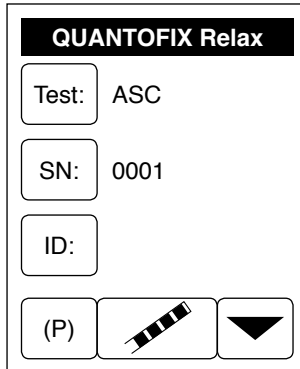 QUANTOFIX Relax
Test: ASC
SN: 0001
ID:
(P)